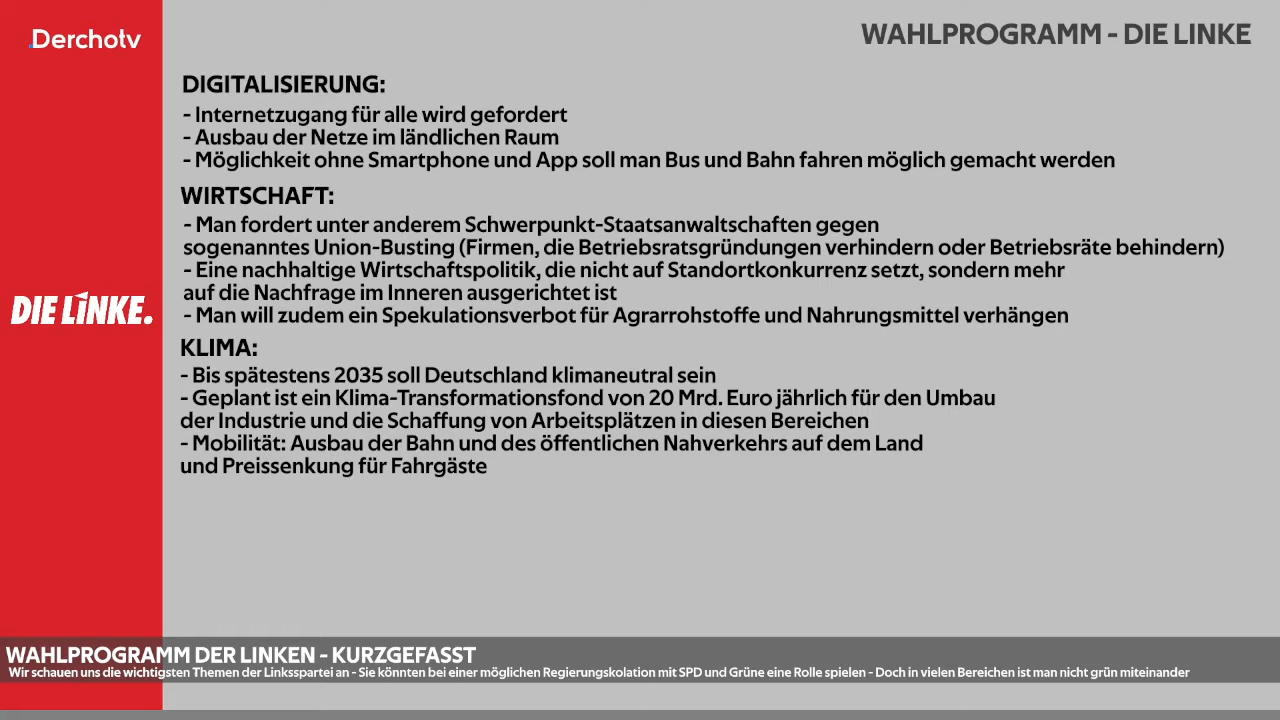 Derchotv
WAHLPROGRAMM - DIE LINKE
DIGITALISIERUNG:
- Internetzugang für alle wird gefordert
- Ausbau der Netze im ländlichen Raum
- Möglichkeit ohne Smartphone und App soll man Bus und Bahn fahren möglich gemacht werden
WIRTSCHAFT:
- Man fordert unter anderem Schwerpunkt-Staatsanwaltschaften gegen
sogenanntes Union-Busting (Firmen, die Betriebsratsgründungen verhindern oder Betriebsräte behindern)
- Eine nachhaltige Wirtschaftspolitik, die nicht auf Standortkonkurrenz setzt, sondern mehr
auf die Nachfrage im Inneren ausgerichtet ist
- Man will zudem ein Spekulationsverbot für Agrarrohstoffe und Nahrungsmittel verhängen
DIE LINKE.
KLIMA:
- Bis spätestens 2035 soll Deutschland klimaneutral sein
- Geplant ist ein Klima-Transformationsfond von 20 Mrd. Euro jährlich für den Umbau
der Industrie und die Schaffung von Arbeitsplätzen in diesen Bereichen
- Mobilität: Ausbau der Bahn und des öffentlichen Nahverkehrs auf dem Land
und Preissenkung für Fahrgäste
WAHLPROGRAMM DER LINKEN - KURZGEFASST
Wir schauen uns die wichtigsten Themen der Linksspartei an - Sie könnten bei einer möglichen Regierungskolation mit SPD und Grüne eine Rolle spielen - Doch in vielen Bereichen ist man nicht grün miteinander